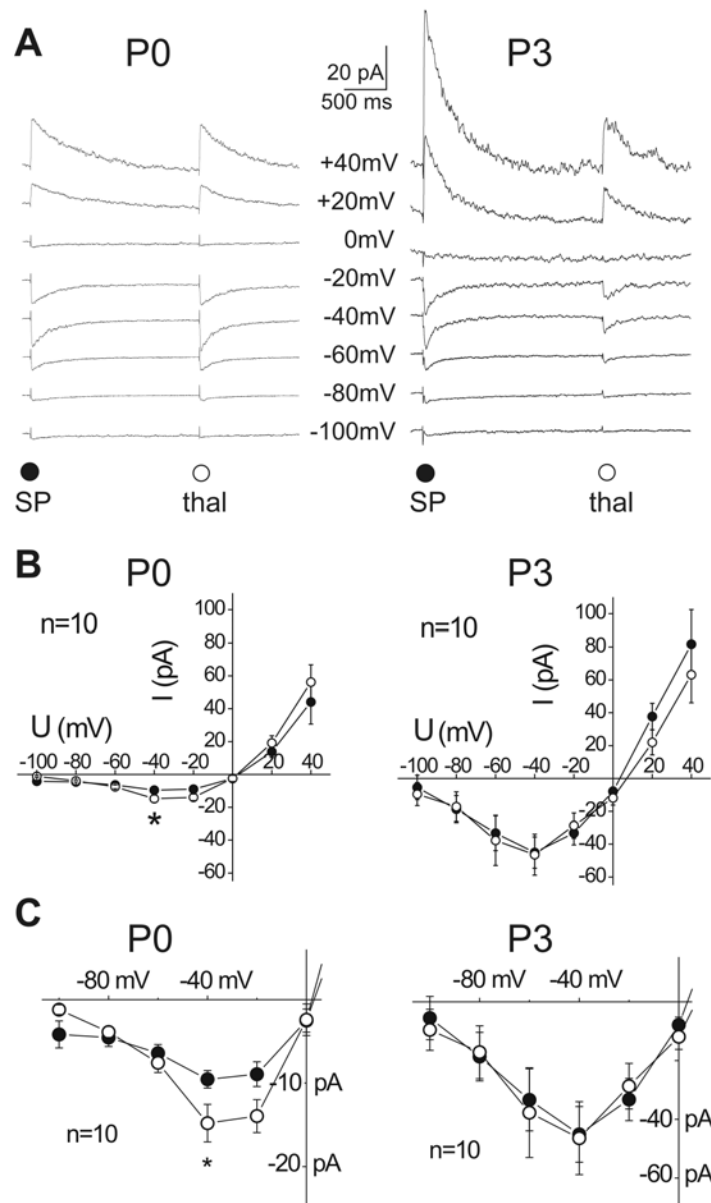 A P0 P3
20 pA
500 ms
+40mV
+20mV
0mV
-20mV
-40mV
-60mV
-80mV
-100mV
SP thal SP thal
B P0 P3
n=10 n=10
I (pA) I (pA)
100 100
80 80
60 60
40 40
20 20
U (mV) U (mV)
-100 -80 -60 -40 -20 20 40 -100 -80 -60 -40 -20 0 20 40
-20 -20
* 
-40 -40
-60 -60
C P0 P3
-80 mV -40 mV -80 mV -40 mV
-10 pA -40 pA
n=10 * -20 pA n=10 -60 pA